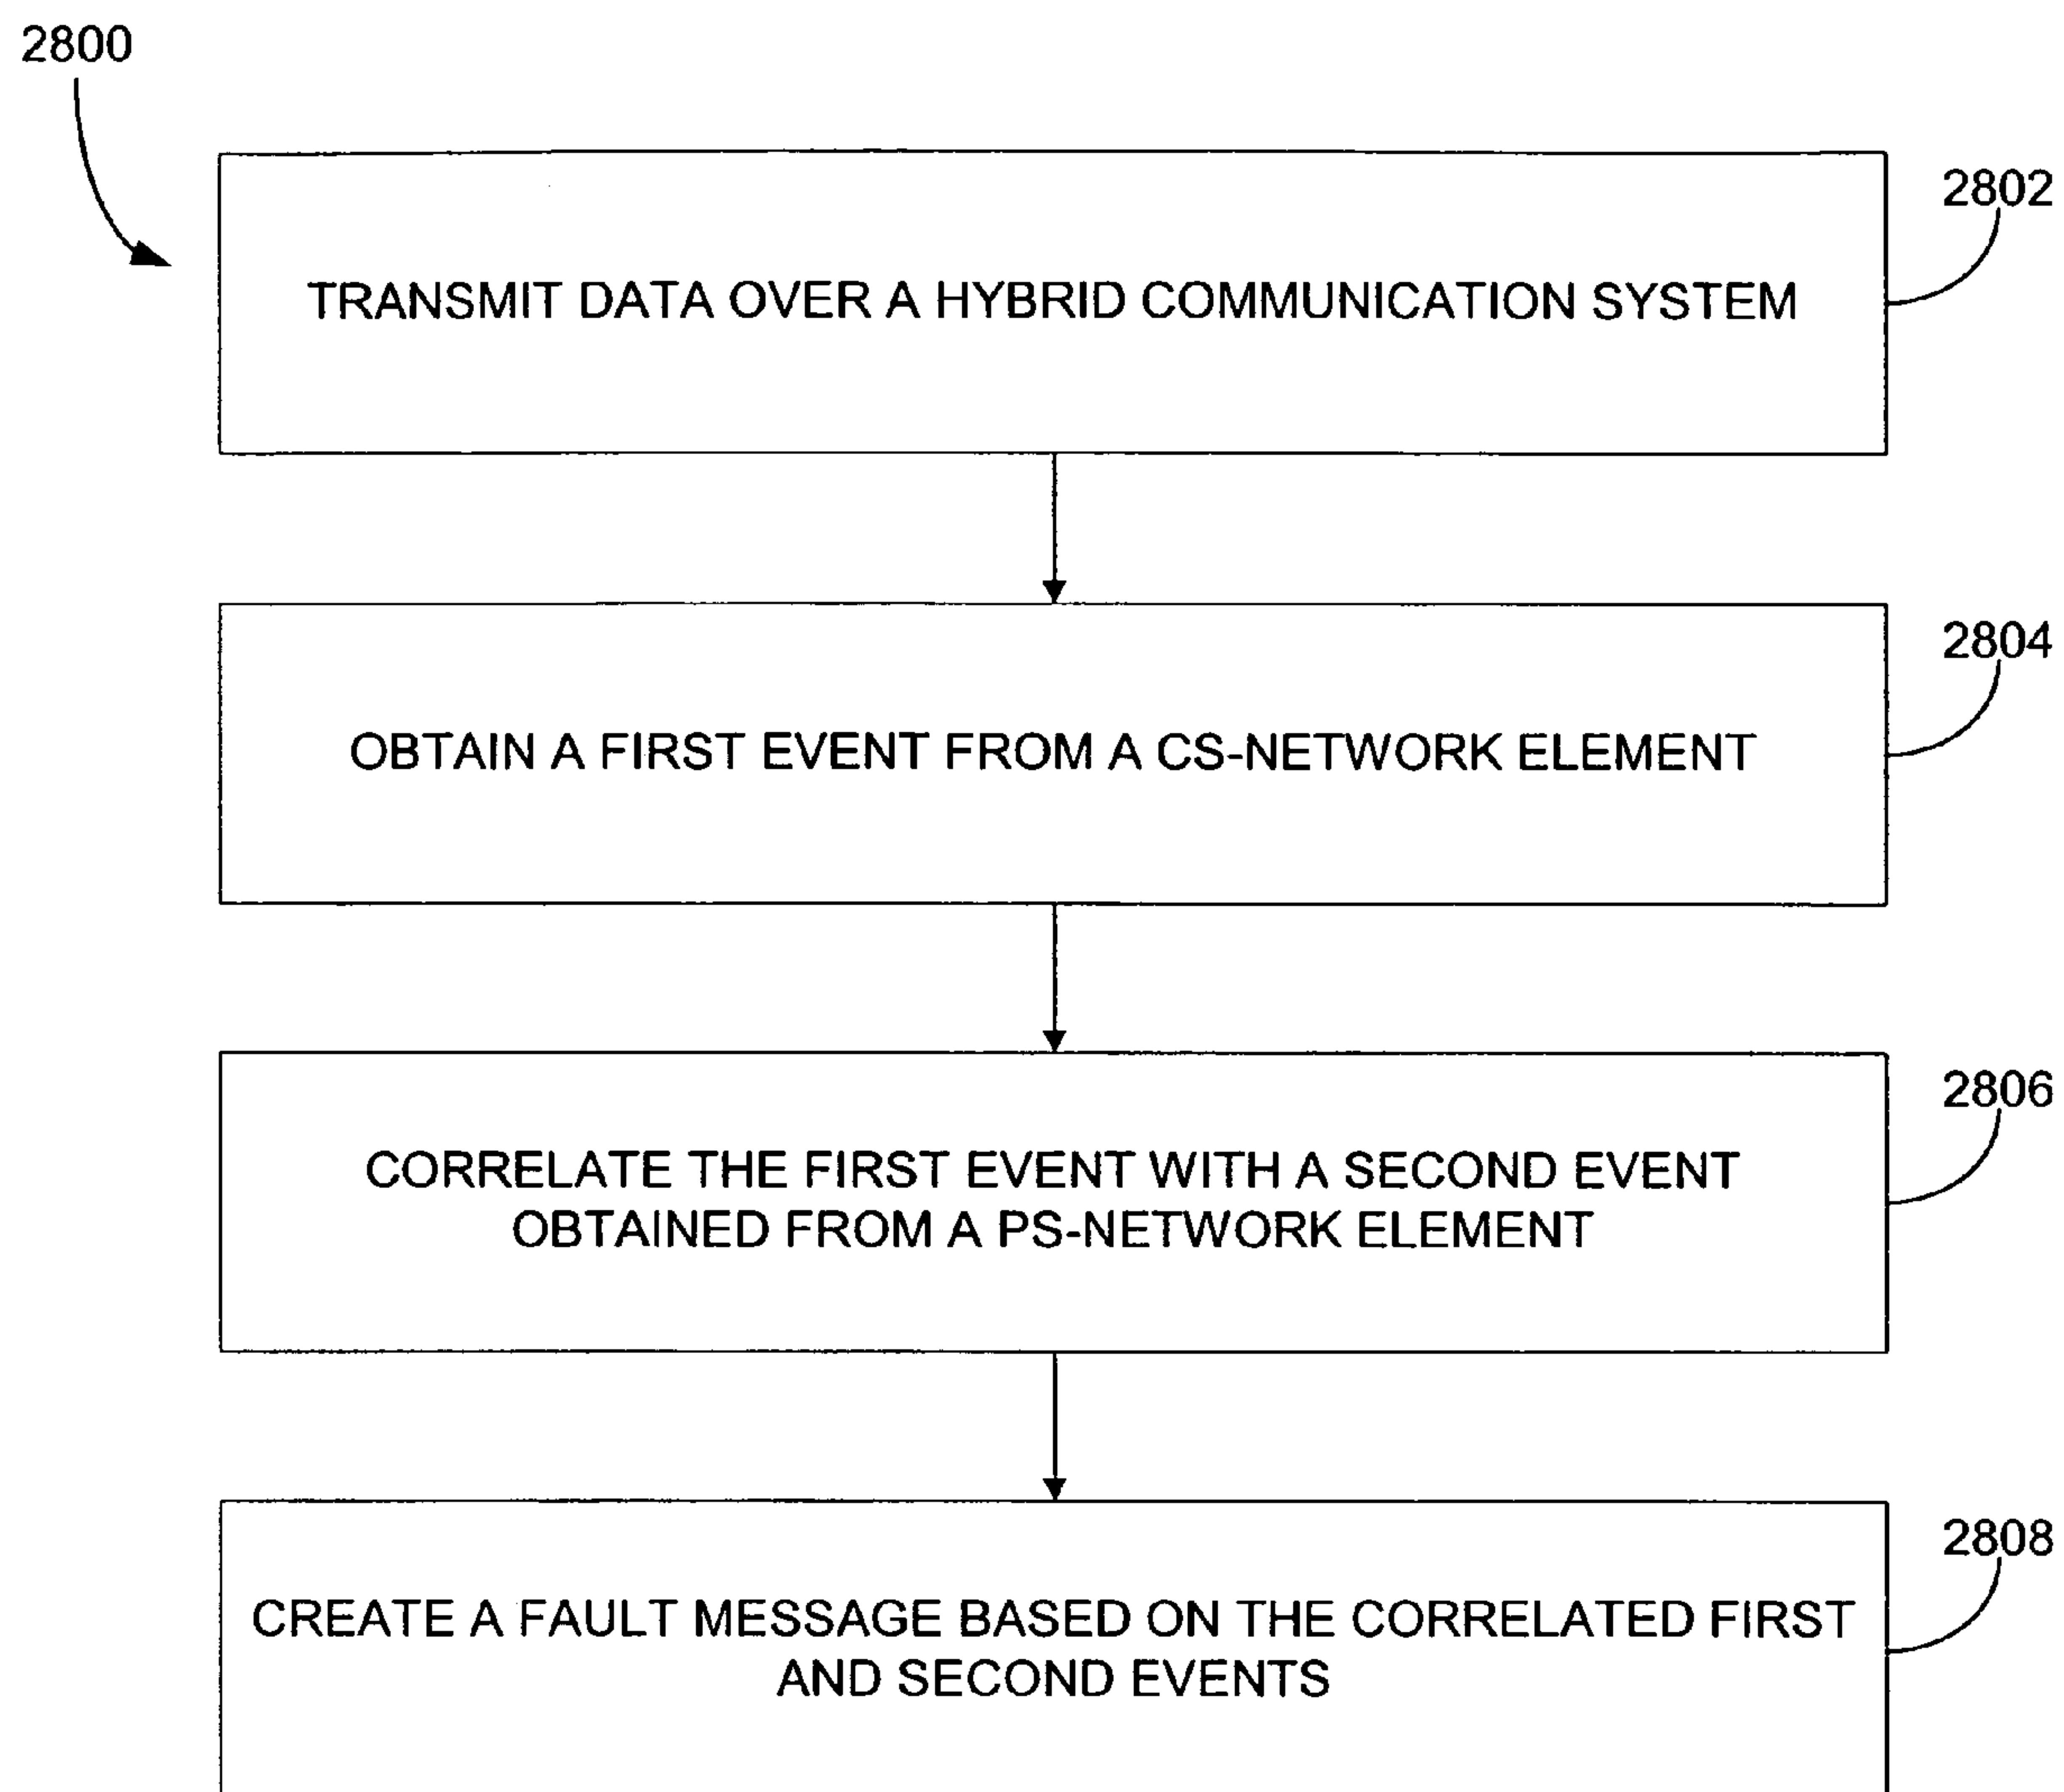 2800
2802
TRANSMIT DATA OVER A HYBRID COMMUNICATION SYSTEM
2804
OBTAIN A FIRST EVENT FROM A CS-NETWORK ELEMENT
2806
CORRELATE THE FIRST EVENT WITH A SECOND EVENT
OBTAINED FROM A PS-NETWORK ELEMENT
2808
CREATE A FAULT MESSAGE BASED ON THE CORRELATED FIRST
AND SECOND EVENTS